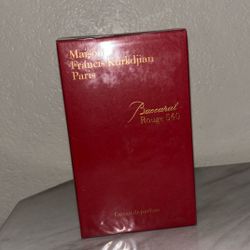 Maison
Francis Kurkdjian
Paris
Baccarat
Rouge 540
Extrait de parfum